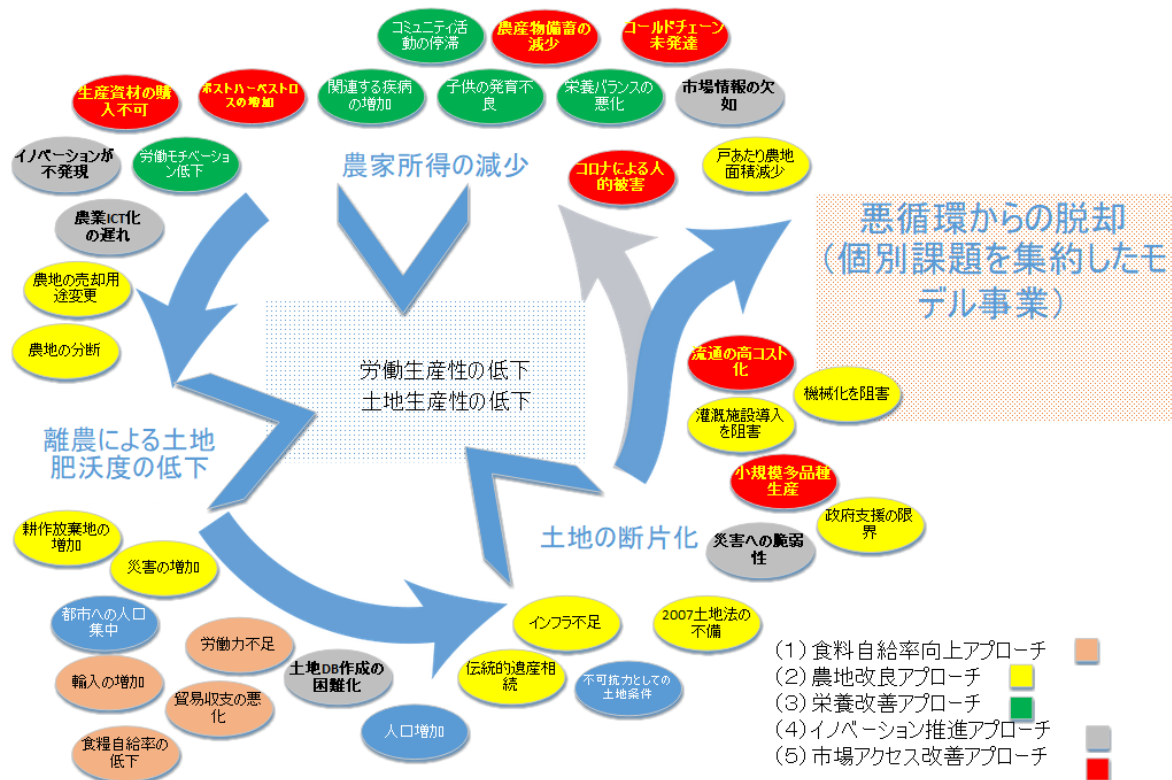 コミュニティ活
動の停滞
農産物備蓄の
減少
コールドチェーン
未発達
生産資材の購
入不可
ポストハーベストロ
スの増加
関連する疾病
の増加
子供の発育不
良
栄養バランスの
悪化
市場情報の欠
如
イノベーションが
不発現
労働モチベーショ
ン低下
農家所得の減少
コロナによる人
的被害
戸あたり農地
面積減少
農業ICT化
の遅れ
悪循環からの脱却
(個別課題を集約したモ
デル事業)
農地の売却用
途変更
農地の分断
労働生産性の低下
土地生産性の低下
流通の高コスト
化
機械化を阻害
灌漑施設導入
を阻害
離農による土地
肥沃度の低下
小規模多品種
生産
政府支援の限
界
土地の断片化
災害への脆弱
性
耕作放棄地の
増加
災害の増加
都市への人口
集中
労働力不足
インフラ不足
2007土地法の
不備
輸入の増加
貿易収支の悪
化
土地DB作成の
困難化
伝統的遺産相
続
不可抗力としての
土地条件
人口増加
食糧自給率の
低下
(1)食料自給率向上アプローチ
(2)農地改良アプローチ
(3)栄養改善アプローチ
(4)イノベーション推進アプローチ
(5)市場アクセス改善アプローチ